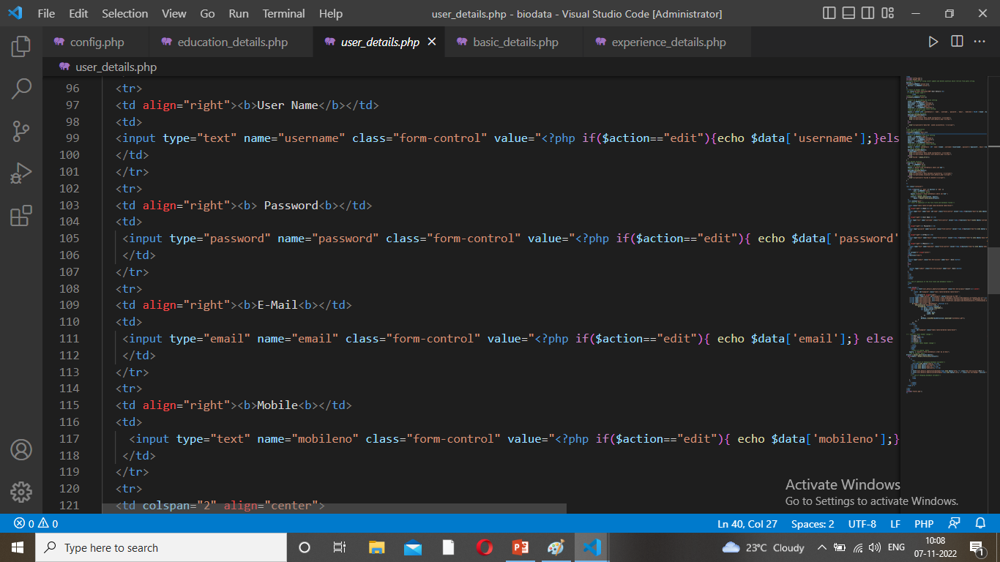 File Edit Selection View Go Run Terminal Help user_details.php - biodata - Visual Studio Code [Administrator]
config.php education_details.php user_details.php basic_details.php experience_details.php
user_details.php
96 <tr>
97 <td align="right"><b>User Name</b></td>
98 <td>
99 <input type="text" name="username" class="form-control" value="<?php if($action=="edit"){echo $data['username'];}els
100 </td>
101 </tr>
102 <tr>
103 <td align="right"><b> Password<b></td>
104 <td>
105 <input type="password" name="password" class="form-control" value="<?php if($action=="edit"){ echo $data['password'
106 </td>
107 </tr>
108 <tr>
109 <td align="right"><b>E-Mail<b></td>
110 <td>
111 <input type="email" name="email" class="form-control" value="<?php if($action=="edit"){ echo $data['email'];} else
112 </td>
113 </tr>
114 <tr>
115 <td align="right"><b>Mobile<b></td>
116 <td>
117 <input type="text" name="mobileno" class="form-control" value="<?php if($action=="edit"){ echo $data['mobileno'];}
118 </td>
119 </tr>
120 <tr>
121 <td colspan="2" align="center">
Activate Windows
Go to Settings to activate Windows.
0 0 Ln 40, Col 27 Spaces: 2 UTF-8 LF PHP
Type here to search 23°C Cloudy ENG 10:08
07-11-2022 1